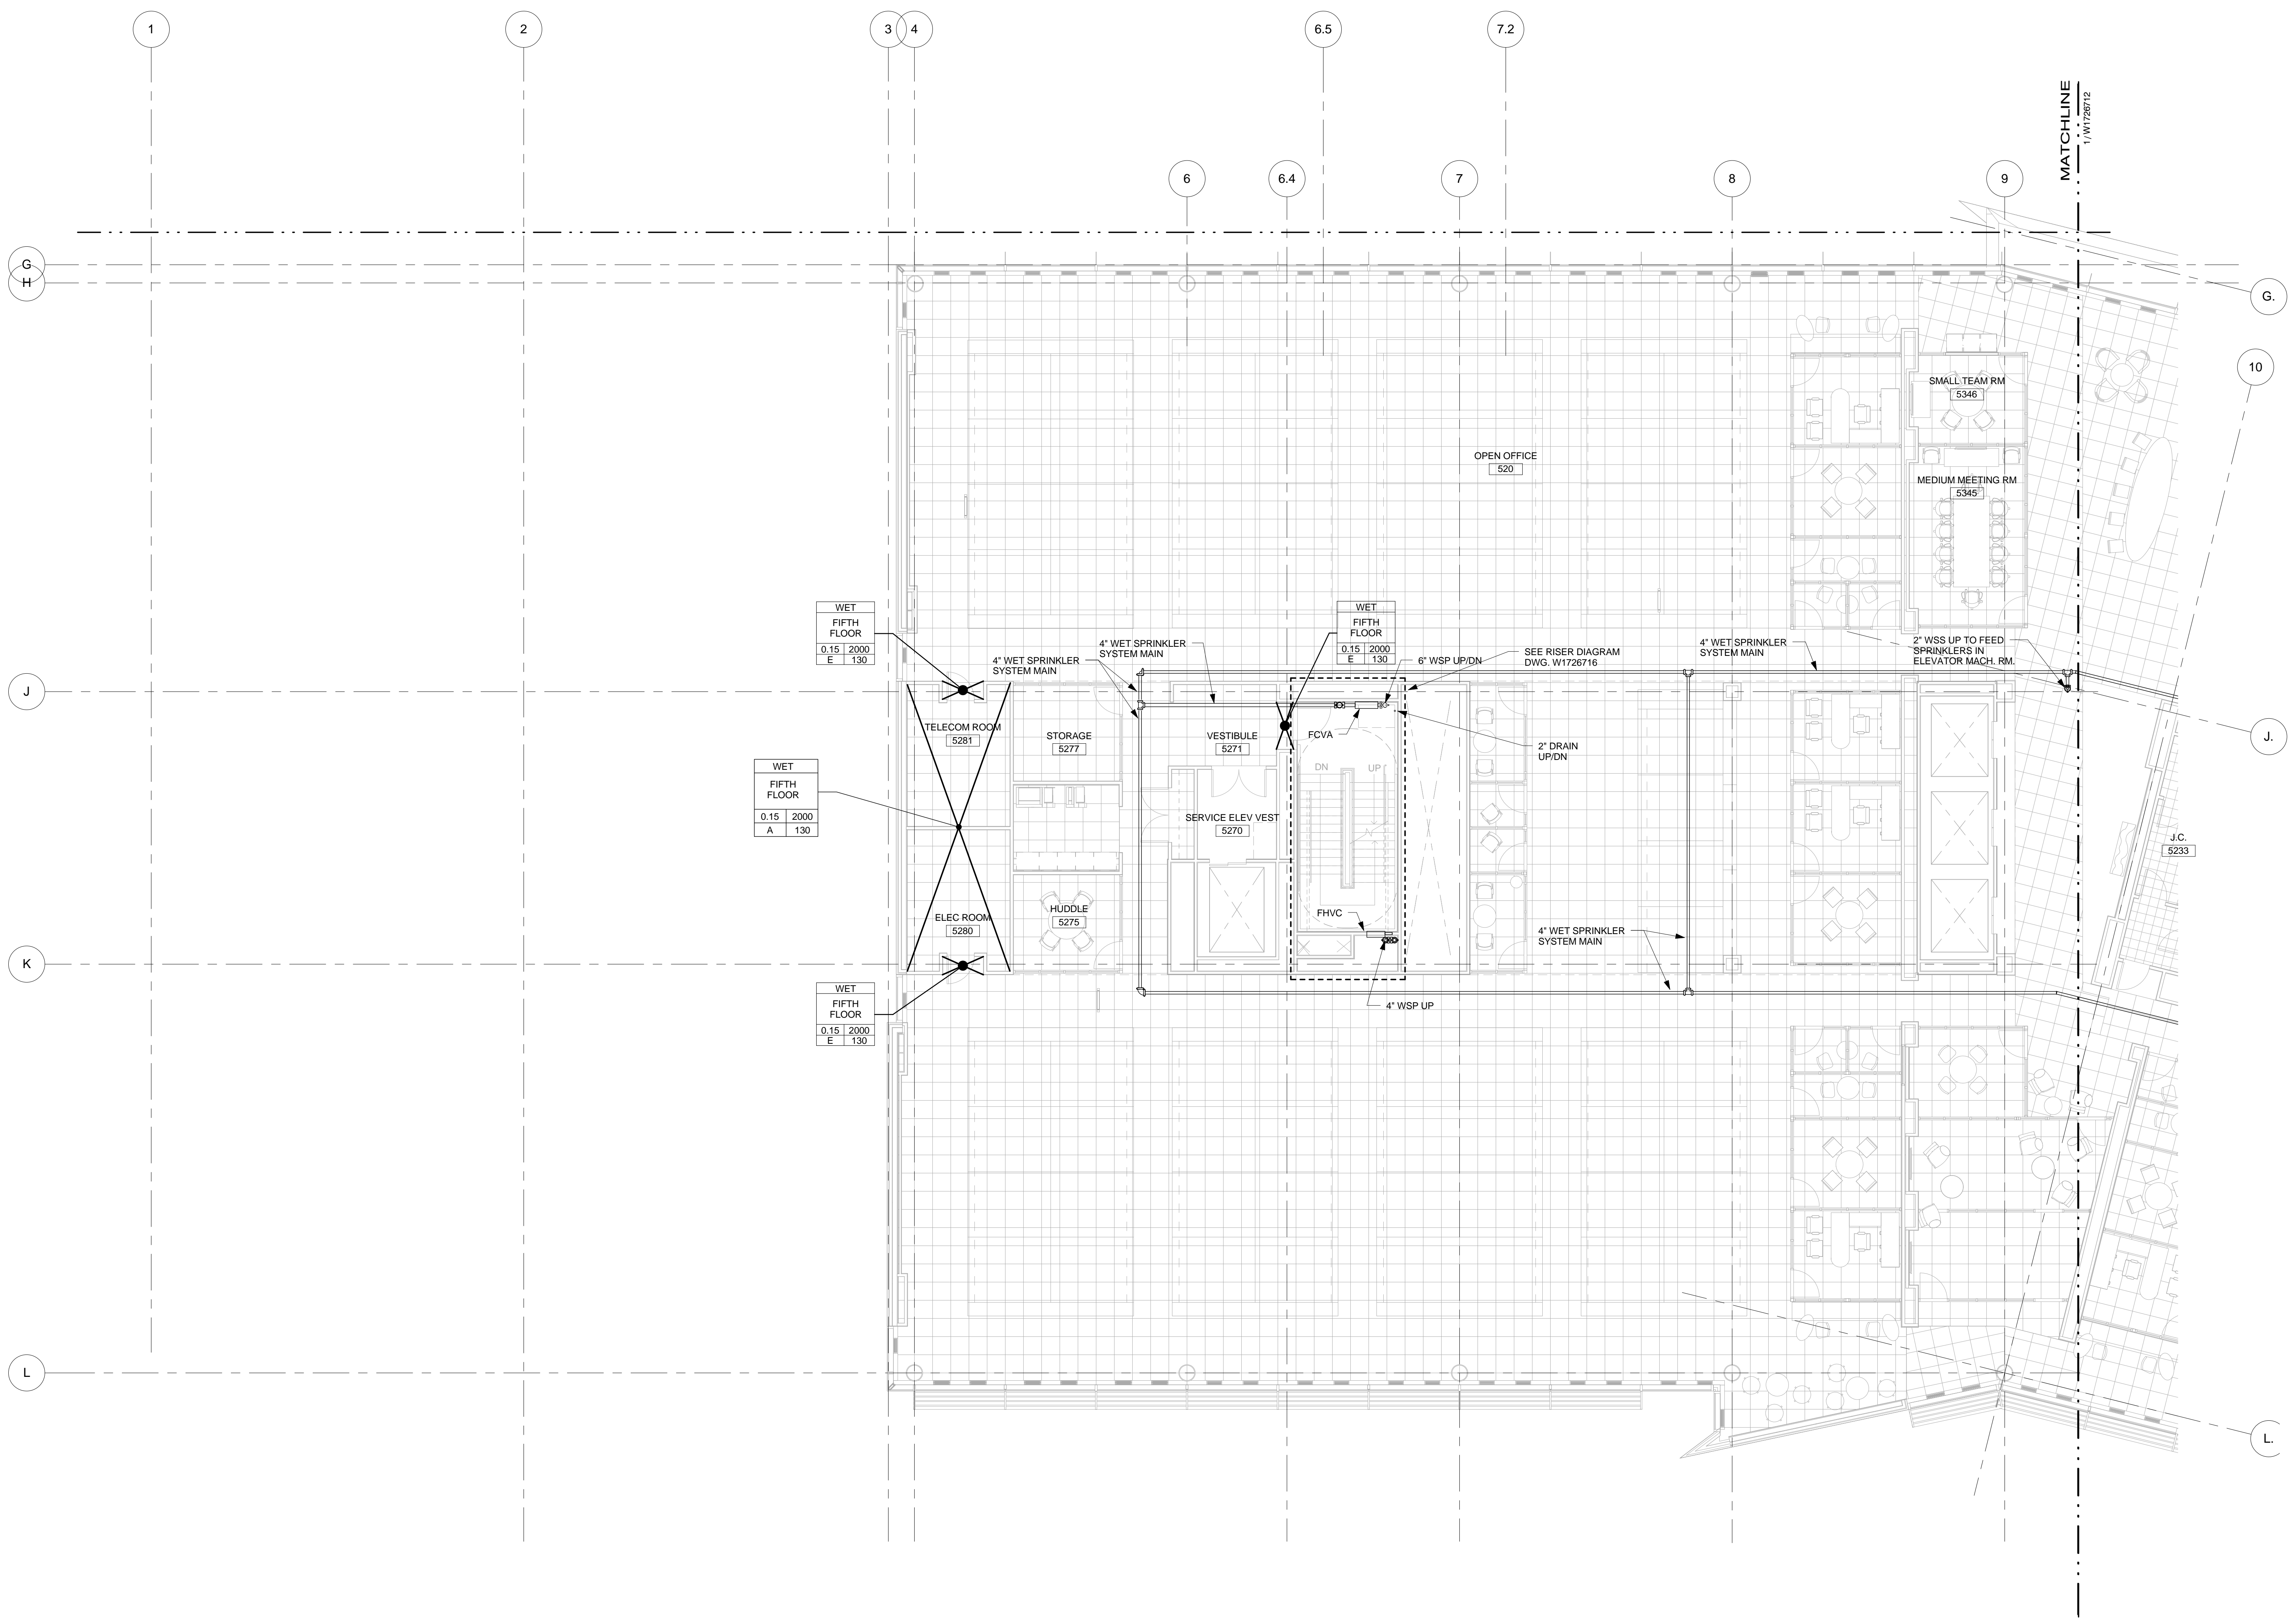 1
2
3
4
6.5
7.2
MATCHLINE
1 / W1726712
6
6.4
7
8
9
G
H
G.
10
SMALL TEAM RM
5346
OPEN OFFICE
520
MEDIUM MEETING RM
5345
WET
FIFTH
FLOOR
0.15 2000
E 130
4" WET SPRINKLER
SYSTEM MAIN
4" WET SPRINKLER
SYSTEM MAIN
WET
FIFTH
FLOOR
0.15 2000
E 130
6" WSP UP/DN
SEE RISER DIAGRAM
DWG. W1726716
4" WET SPRINKLER
SYSTEM MAIN
2" WSS UP TO FEED
SPRINKLERS IN
ELEVATOR MACH. RM.
J
TELECOM ROOM
5281
STORAGE
5277
VESTIBULE
5271
FCVA
2" DRAIN
UP/DN
J.
WET
FIFTH
FLOOR
0.15 2000
A 130
DN
UP
SERVICE ELEV VEST
5270
J.C.
5233
ELEC ROOM
5280
HUDDLE
5275
FHVC
4" WET SPRINKLER
SYSTEM MAIN
K
WET
FIFTH
FLOOR
0.15 2000
E 130
4" WSP UP
L
L.